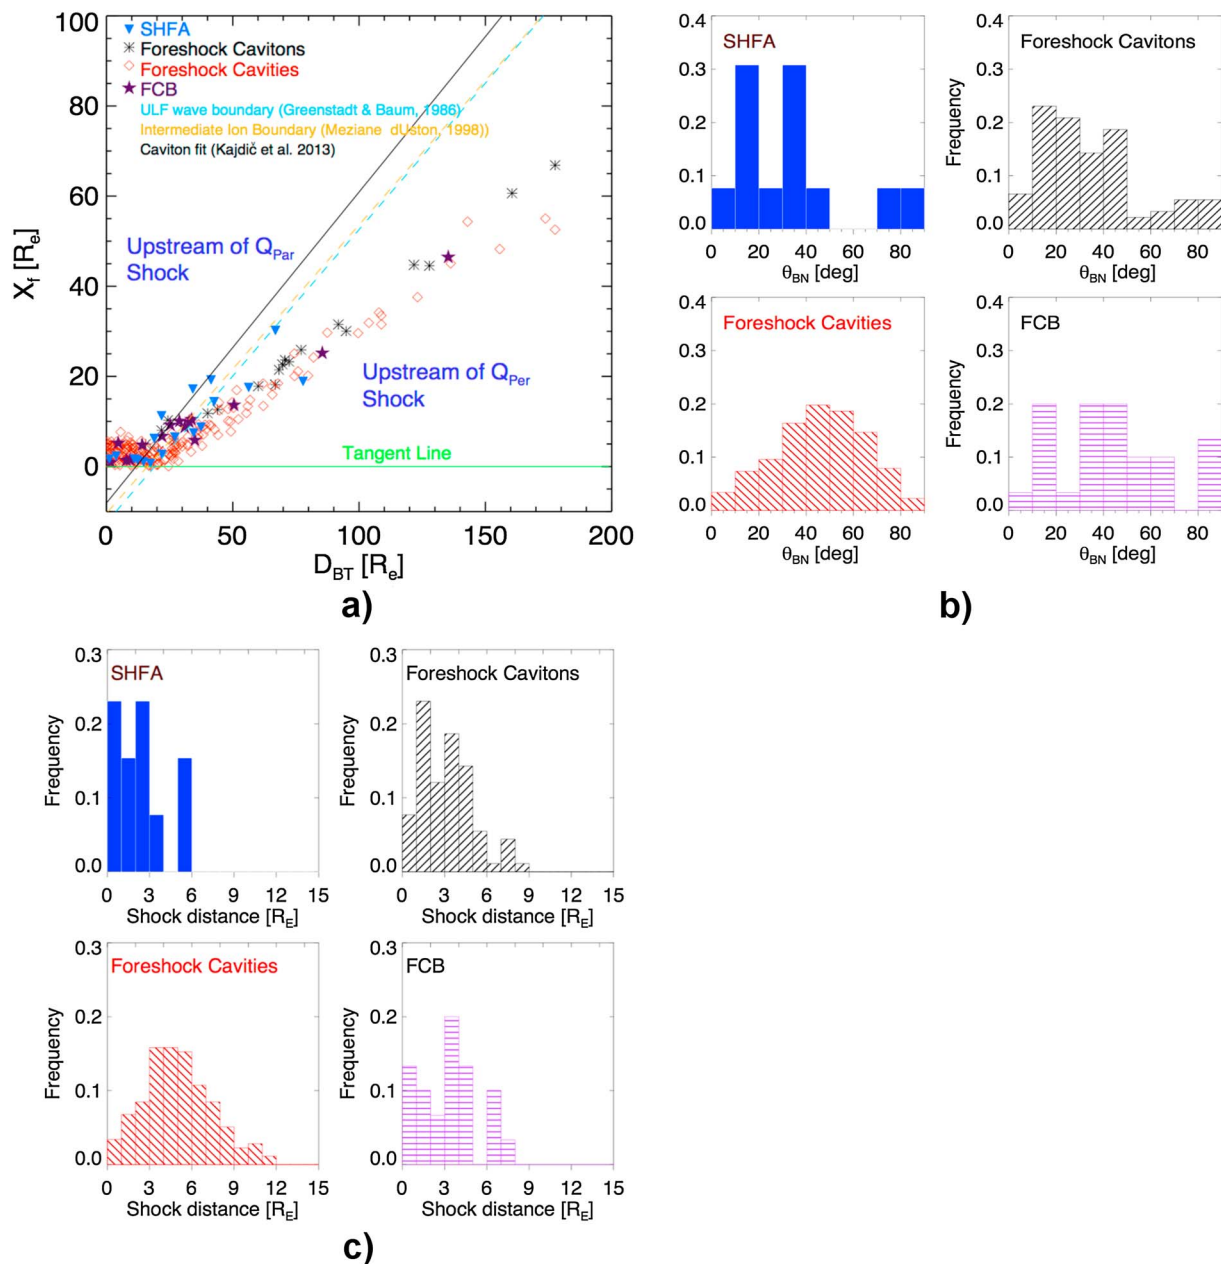 100
80
60
40
20
0
X_f [R_e]
SHFA
Foreshock Cavitons
Foreshock Cavities
FCB
ULF wave boundary (Greenstadt & Baum, 1986)
Intermediate Ion Boundary (Meziane dUston, 1998))
Caviton fit (Kajdič et al. 2013)
Upstream of Q_Par
Shock
Upstream of Q_Per
Shock
Tangent Line
0 50 100 150 200
D_BT [R_e]
a)
0.4
0.3
0.2
0.1
0.0
Frequency
SHFA
0 20 40 60 80
θ_BN [deg]
0.4
0.3
0.2
0.1
0.0
Frequency
Foreshock Cavitons
0 20 40 60 80
θ_BN [deg]
0.4
0.3
0.2
0.1
0.0
Frequency
Foreshock Cavities
0 20 40 60 80
θ_BN [deg]
0.4
0.3
0.2
0.1
0.0
Frequency
FCB
0 20 40 60 80
θ_BN [deg]
b)
0.3
0.2
0.1
0.0
Frequency
SHFA
0 3 6 9 12 15
Shock distance [R_E]
0.3
0.2
0.1
0.0
Frequency
Foreshock Cavitons
0 3 6 9 12 15
Shock distance [R_E]
0.3
0.2
0.1
0.0
Frequency
Foreshock Cavities
0 3 6 9 12 15
Shock distance [R_E]
0.3
0.2
0.1
0.0
Frequency
FCB
0 3 6 9 12 15
Shock distance [R_E]
c)